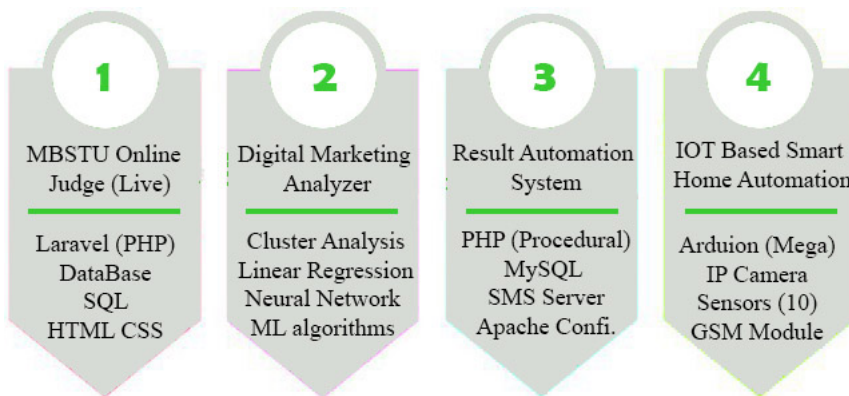 1
MBSTU Online
Judge (Live)
Laravel (PHP)
DataBase
SQL
HTML CSS
2
Digital Marketing
Analyzer
Cluster Analysis
Linear Regression
Neural Network
ML algorithms
3
Result Automation
System
PHP (Procedural)
MySQL
SMS Server
Apache Confi.
4
IOT Based Smart
Home Automation
Arduion (Mega)
IP Camera
Sensors (10)
GSM Module